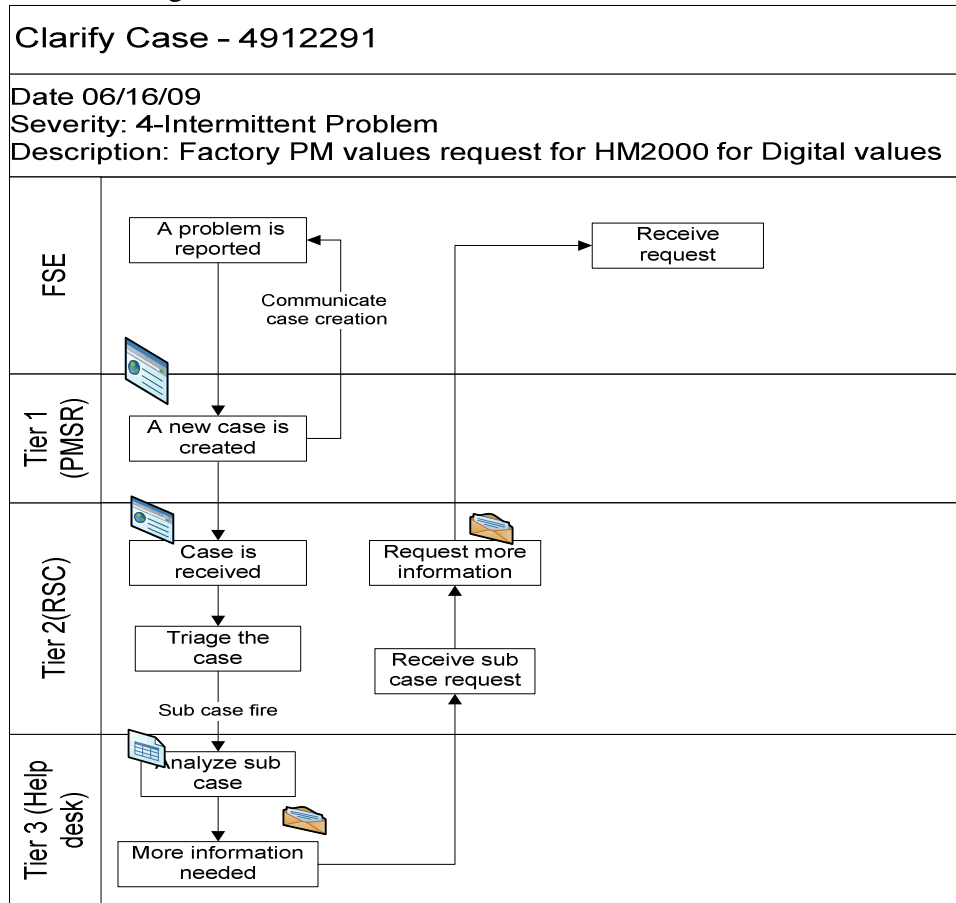 Clarify Case - 4912291
Date 06/16/09
Severity: 4-Intermittent Problem
Description: Factory PM values request for HM2000 for Digital values
FSE
A problem is
reported
Communicate
case creation
Receive
request
Tier 1
(PMSR)
A new case is
created
Tier 2(RSC)
Case is
received
Request more
information
Triage the
case
Receive sub
case request
Sub case fire
Tier 3 (Help
desk)
Analyze sub
case
More information
needed